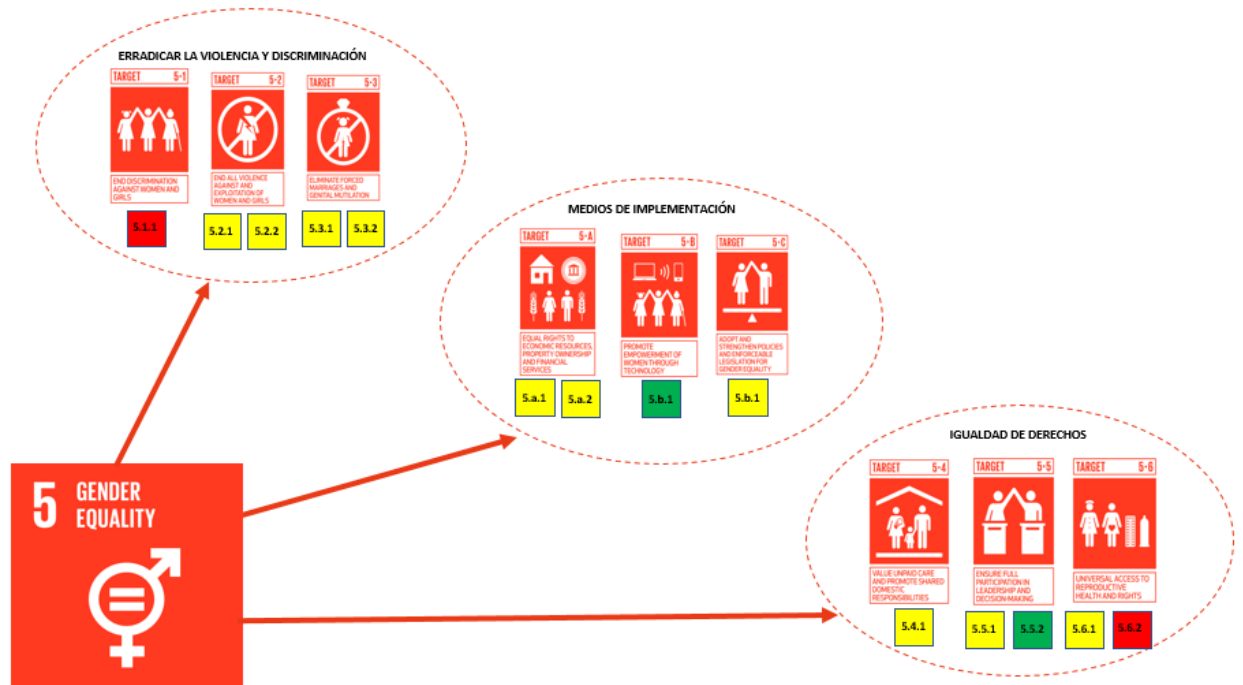 ERRADICAR LA VIOLENCIA Y DISCRIMINACIÓN
TARGET 5·1
END DISCRIMINATION
AGAINST WOMEN AND
GIRLS
5.1.1
TARGET 5·2
END ALL VIOLENCE
AGAINST AND
EXPLOITATION OF
WOMEN AND GIRLS
5.2.1 5.2.2
TARGET 5·3
ELIMINATE FORCED
MARRIAGES AND
GENITAL MUTILATION
5.3.1 5.3.2
MEDIOS DE IMPLEMENTACIÓN
TARGET 5·A
EQUAL RIGHTS TO
ECONOMIC RESOURCES,
PROPERTY OWNERSHIP
AND FINANCIAL
SERVICES
5.a.1 5.a.2
TARGET 5·B
PROMOTE
EMPOWERMENT OF
WOMEN THROUGH
TECHNOLOGY
5.b.1
TARGET 5·C
ADOPT AND
STRENGTHEN POLICIES
AND ENFORCEABLE
LEGISLATION FOR
GENDER EQUALITY
5.b.1
IGUALDAD DE DERECHOS
TARGET 5·4
VALUE UNPAID CARE
AND PROMOTE SHARED
DOMESTIC
RESPONSIBILITIES
5.4.1
TARGET 5·5
ENSURE FULL
PARTICIPATION IN
LEADERSHIP AND
DECISION-MAKING
5.5.1 5.5.2
TARGET 5·6
UNIVERSAL ACCESS TO
REPRODUCTIVE
HEALTH AND RIGHTS
5.6.1 5.6.2
5 GENDER
EQUALITY